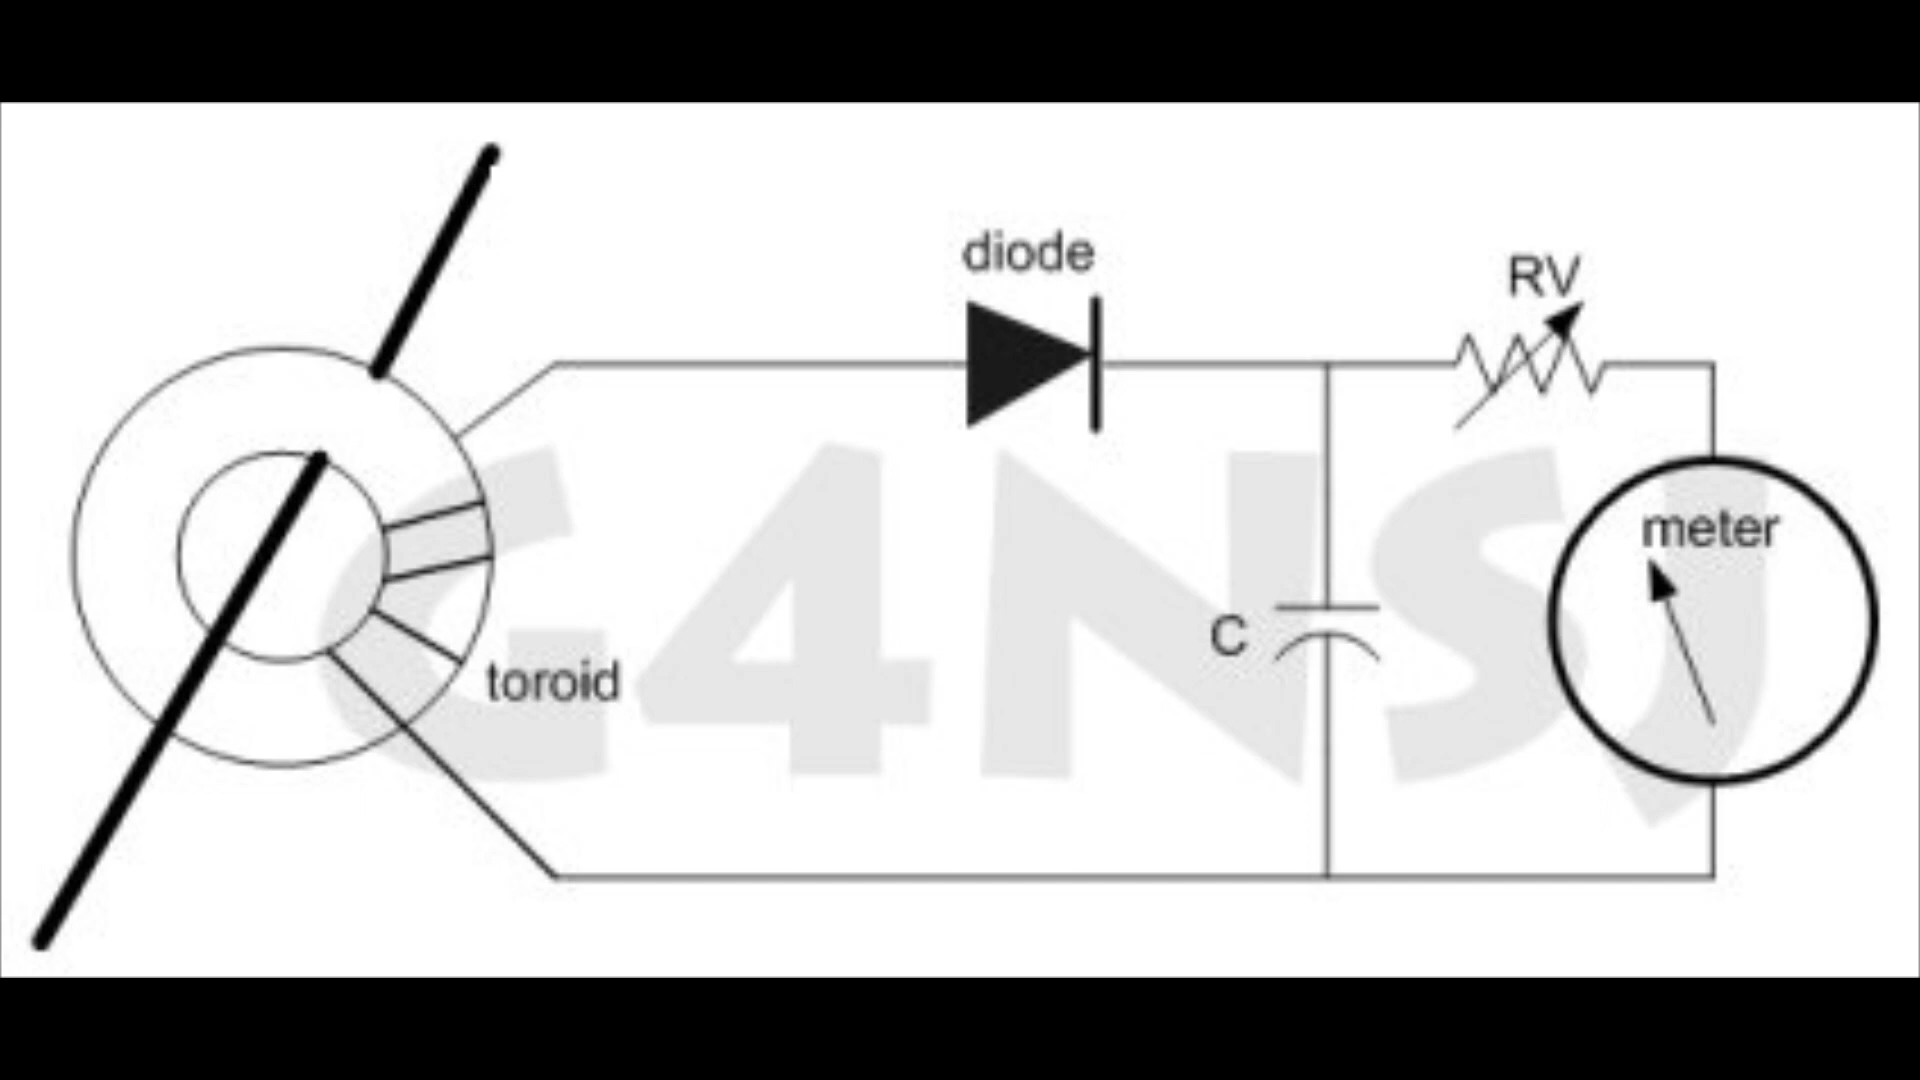 diode
RV
meter
C
toroid
G4NSJ